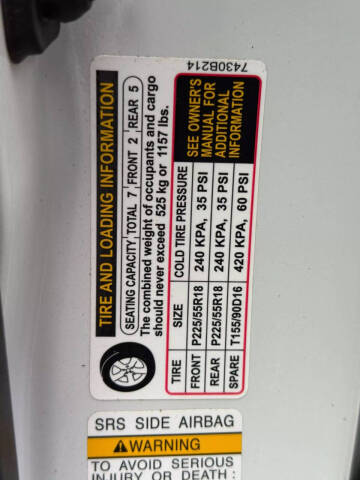 7430B214
TIRE AND LOADING INFORMATION
SEATING CAPACITY TOTAL 7 FRONT 2 REAR 5
The combined weight of occupants and cargo
should never exceed 525 kg or 1157 lbs.
TIRE SIZE COLD TIRE PRESSURE
FRONT P225/55R18 240 KPA, 35 PSI
REAR P225/55R18 240 KPA, 35 PSI
SPARE T155/90D16 420 KPA, 60 PSI
SEE OWNER'S
MANUAL FOR
ADDITIONAL
INFORMATION
SRS SIDE AIRBAG
WARNING
TO AVOID SERIOUS
INJURY OR DEATH: